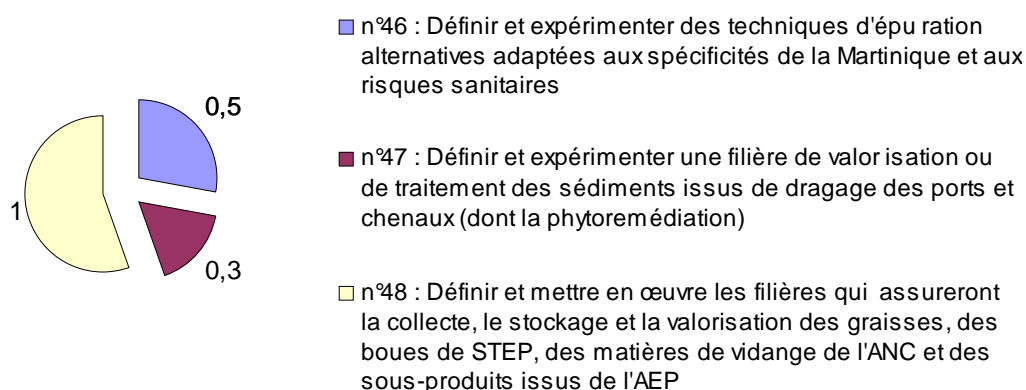 0,5
1
0,3
n°46 : Définir et expérimenter des techniques d'épu ration
alternatives adaptées aux spécificités de la Martinique et aux
risques sanitaires
n°47 : Définir et expérimenter une filière de valor isation ou
de traitement des sédiments issus de dragage des ports et
chenaux (dont la phytoremédiation)
n°48 : Définir et mettre en œuvre les filières qui assureront
la collecte, le stockage et la valorisation des graisses, des
boues de STEP, des matières de vidange de l'ANC et des
sous-produits issus de l'AEP